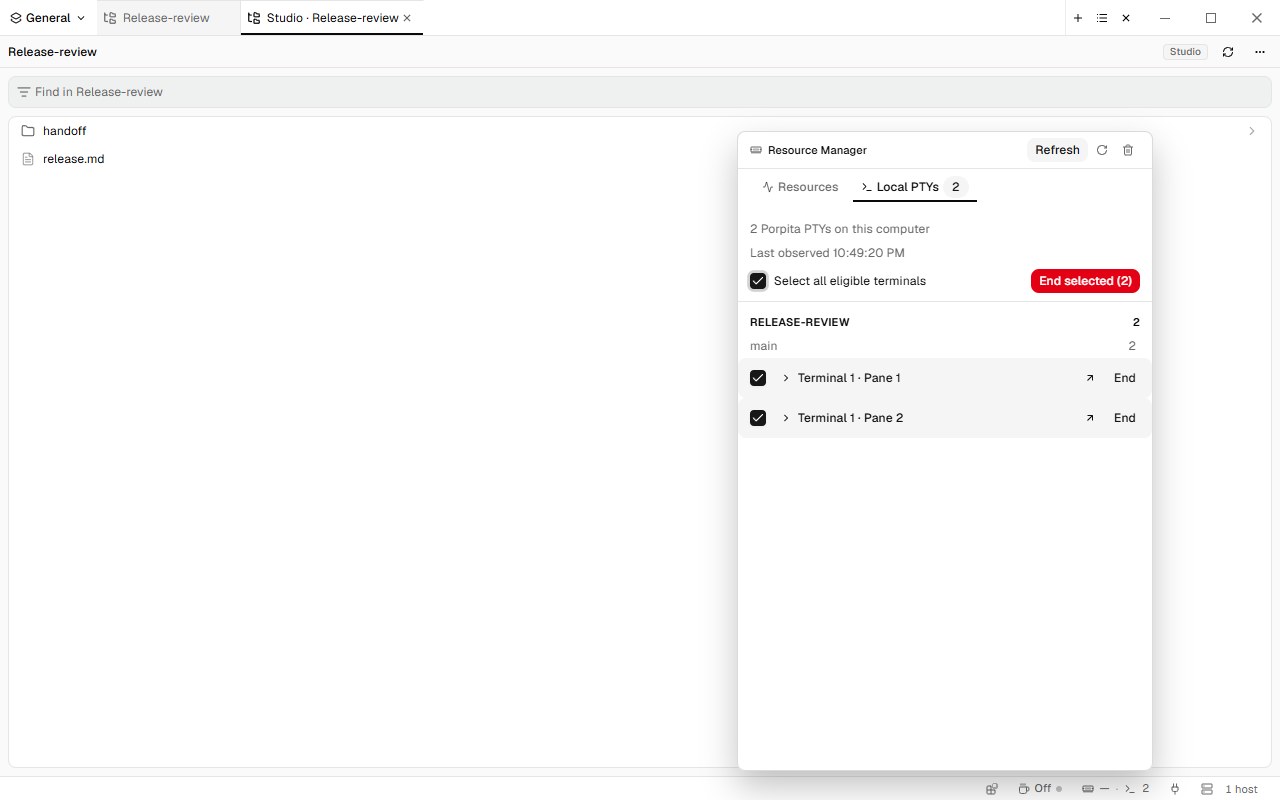 General
Release-review
Studio · Release-review
Release-review
Studio
Find in Release-review
handoff
release.md
Resource Manager
Refresh
Resources
Local PTYs 2
2 Porpita PTYs on this computer
Last observed 10:49:20 PM
Select all eligible terminals
End selected (2)
RELEASE-REVIEW 2
main 2
Terminal 1 · Pane 1 End
Terminal 1 · Pane 2 End
Off — · 2 1 host